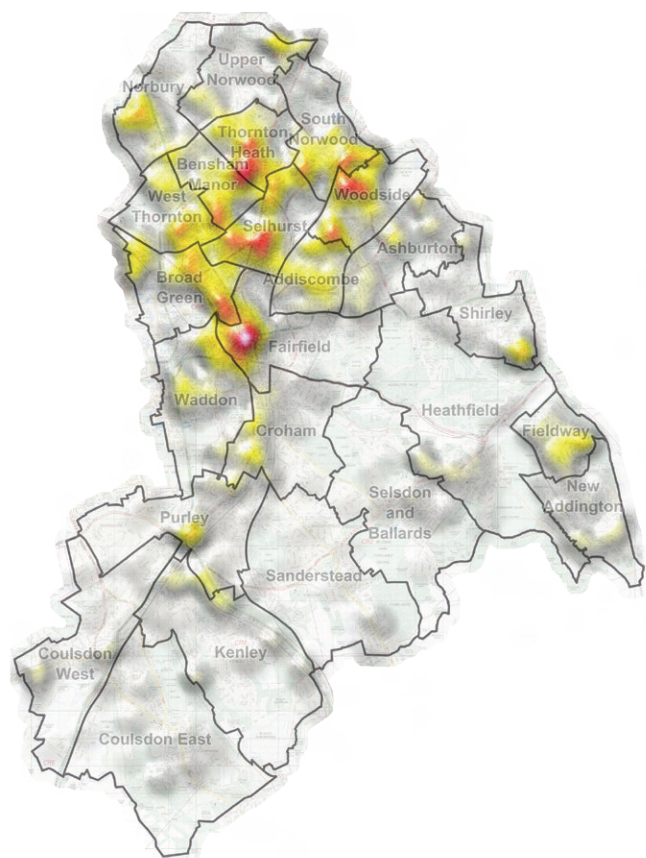 Upper
Norwood
Norbury
South
Norwood
Thornton
Heath
Bensham
Manor
West
Thornton
Woodside
Selhurst
Ashburton
Broad
Green
Addiscombe
Shirley
Fairfield
Waddon
Heathfield
Croham
Fieldway
Selsdon
and
Ballards
New
Addington
Purley
Sanderstead
Coulsdon
West
Kenley
Coulsdon East